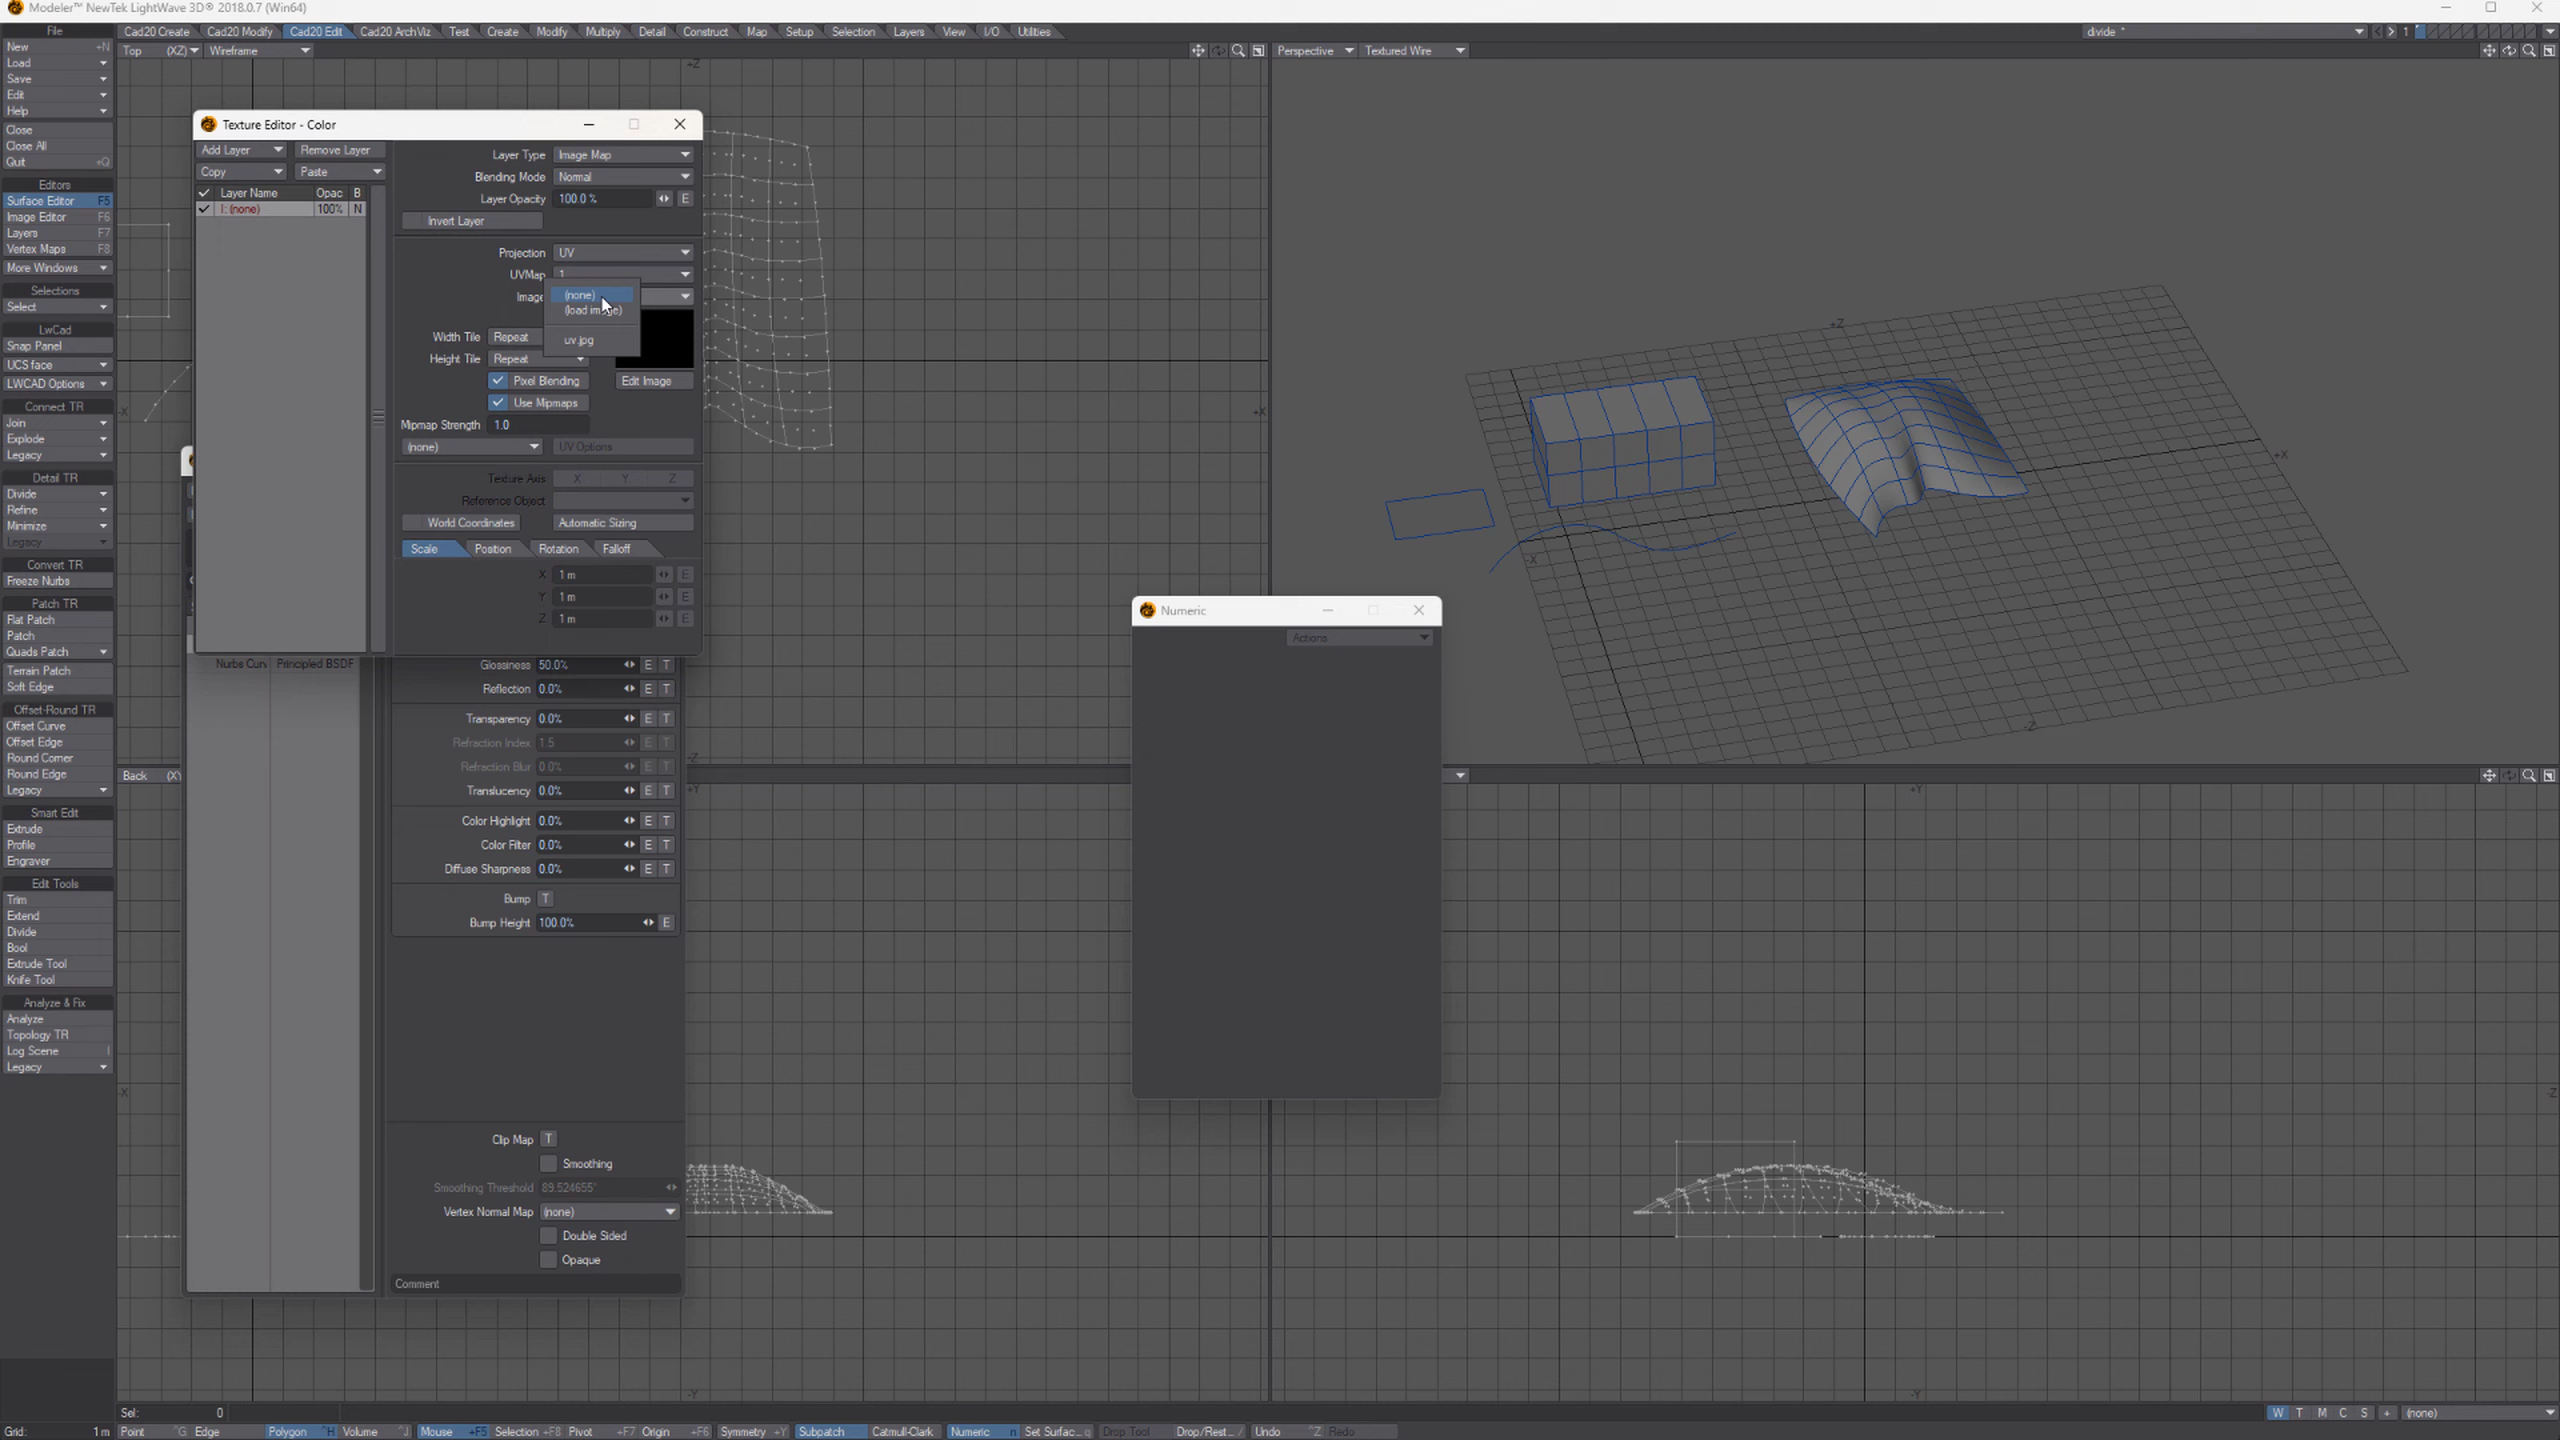 Modeler™ NewTek LightWave 3D® 2018.0.7 (Win64)
File
Cad20 Create Cad20 Modify Cad20 Edit Cad20 ArchViz Test Create Modify Multiply Detail Construct Map Setup Selection Layers View I/O Utilities
divide * 1
New +N
Load
Save
Edit
Help
Close
Close All
Quit +Q
Editors
Surface Editor F5
Image Editor F6
Layers F7
Vertex Maps F8
More Windows
Selections
Select
LwCad
Snap Panel
UCS face
LWCAD Options
Connect TR
Join
Explode
Legacy
Detail TR
Divide
Refine
Minimize
Legacy
Convert TR
Freeze Nurbs
Patch TR
Flat Patch
Patch
Quads Patch
Terrain Patch
Soft Edge
Offset-Round TR
Offset Curve
Offset Edge
Round Corner
Round Edge
Legacy
Smart Edit
Extrude
Profile
Engraver
Edit Tools
Trim
Extend
Divide
Bool
Extrude Tool
Knife Tool
Analyze & Fix
Analyze
Topology TR
Log Scene l
Legacy
Top (XZ) Wireframe
Perspective Textured Wire
+Z
+X
-X
-Z
Texture Editor - Color
Add Layer Remove Layer
Copy Paste
Layer Name Opac B
I: (none) 100% N
Layer Type Image Map
Blending Mode Normal
Layer Opacity 100.0 %  E
Invert Layer
Projection UV
UVMap 1
Image
(none)
(load image)
uv.jpg
Width Tile Repeat
Height Tile Repeat
Pixel Blending Edit Image
Use Mipmaps
Mipmap Strength 1.0
(none) UV Options
Texture Axis X Y Z
Reference Object
World Coordinates Automatic Sizing
Scale Position Rotation Falloff
X 1 m E
Y 1 m E
Z 1 m E
Nurbs Curv Principled BSDF
Glossiness 50.0% E T
Reflection 0.0% E T
Transparency 0.0% E T
Refraction Index 1.5 E T
Refraction Blur 0.0% E T
Translucency 0.0% E T
Color Highlight 0.0% E T
Color Filter 0.0% E T
Diffuse Sharpness 0.0% E T
Bump T
Bump Height 100.0% E
Clip Map T
Smoothing
Smoothing Threshold 89.524655°
Vertex Normal Map (none)
Double Sided
Opaque
Comment
Numeric
Actions
+Z
+X
-X
-Z
Back (XY
+Y
-X
-Y
+Y
-Z
-Y
Sel: 0
W T M C S + (none)
Grid: 1 m Point ^G Edge Polygon ^H Volume ^J Mouse +F5 Selection +F8 Pivot +F7 Origin +F6 Symmetry +Y Subpatch Catmull-Clark Numeric n Set Surfac... q Drop Tool Drop/Rest... / Undo ^Z Redo